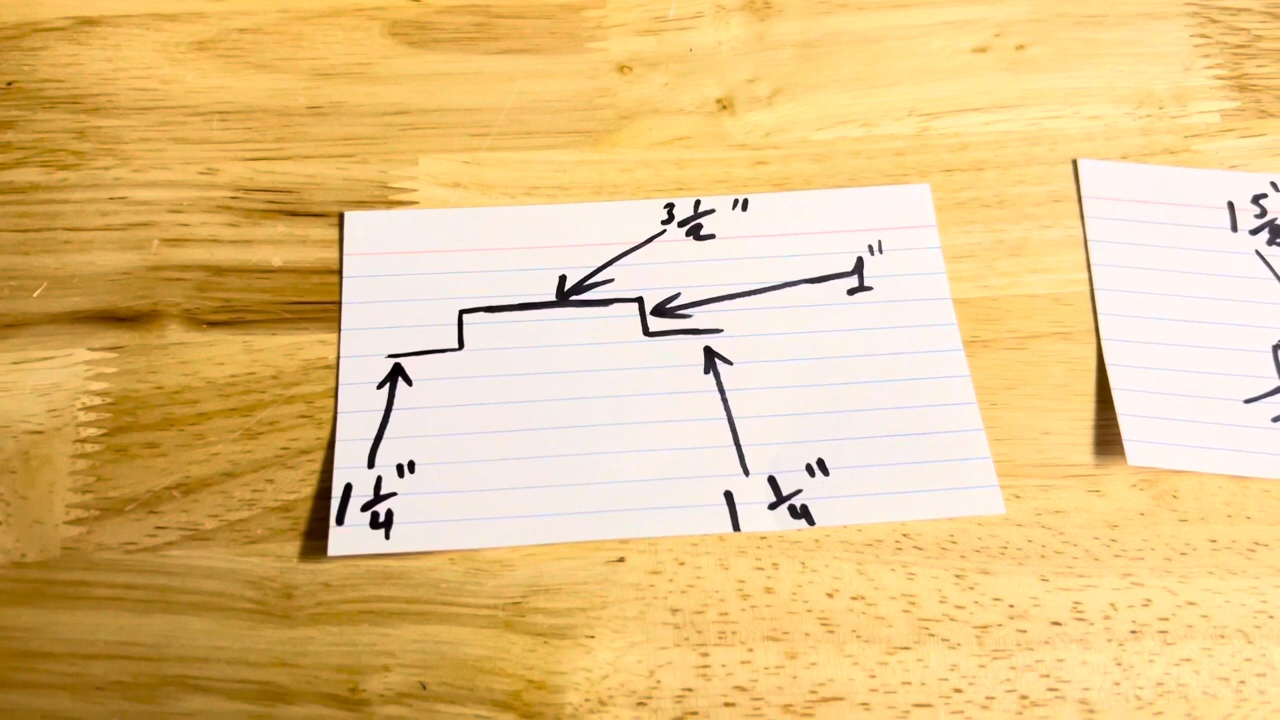 3 1/2 "
1"
1 1/4 "
1 1/4 "